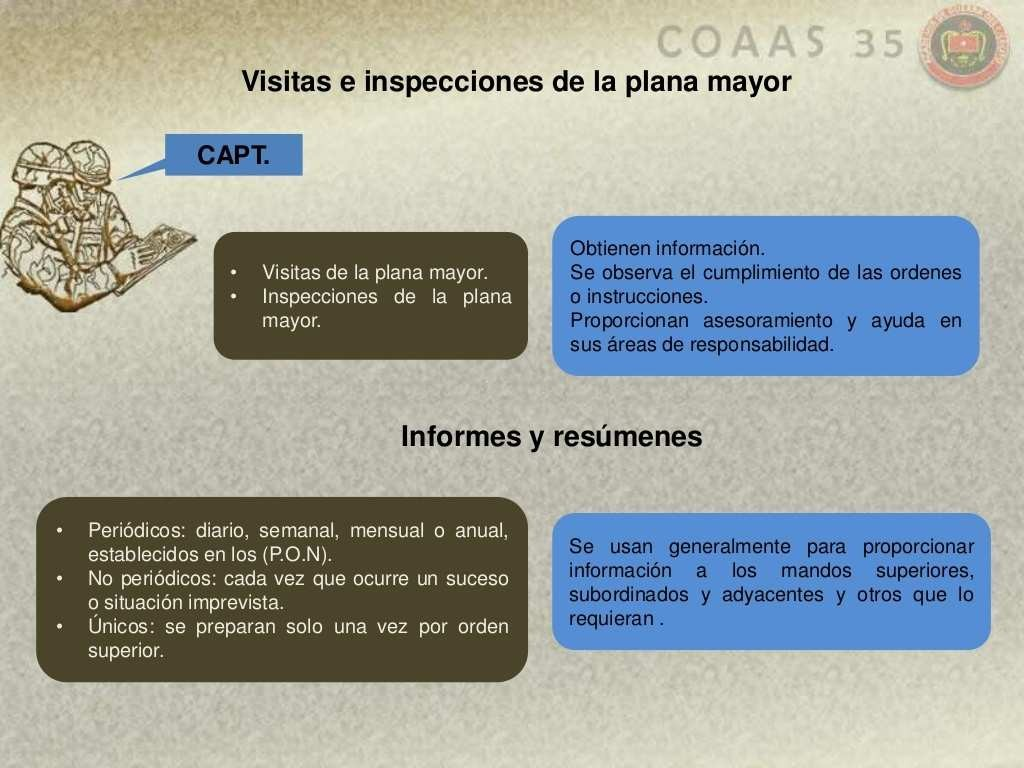 COAAS 35
Visitas e inspecciones de la plana mayor
CAPT.
• Visitas de la plana mayor.
• Inspecciones de la plana
mayor.
Obtienen información.
Se observa el cumplimiento de las ordenes
o instrucciones.
Proporcionan asesoramiento y ayuda en
sus áreas de responsabilidad.
Informes y resúmenes
• Periódicos: diario, semanal, mensual o anual,
establecidos en los (P.O.N).
• No periódicos: cada vez que ocurre un suceso
o situación imprevista.
• Únicos: se preparan solo una vez por orden
superior.
Se usan generalmente para proporcionar
información a los mandos superiores,
subordinados y adyacentes y otros que lo
requieran .